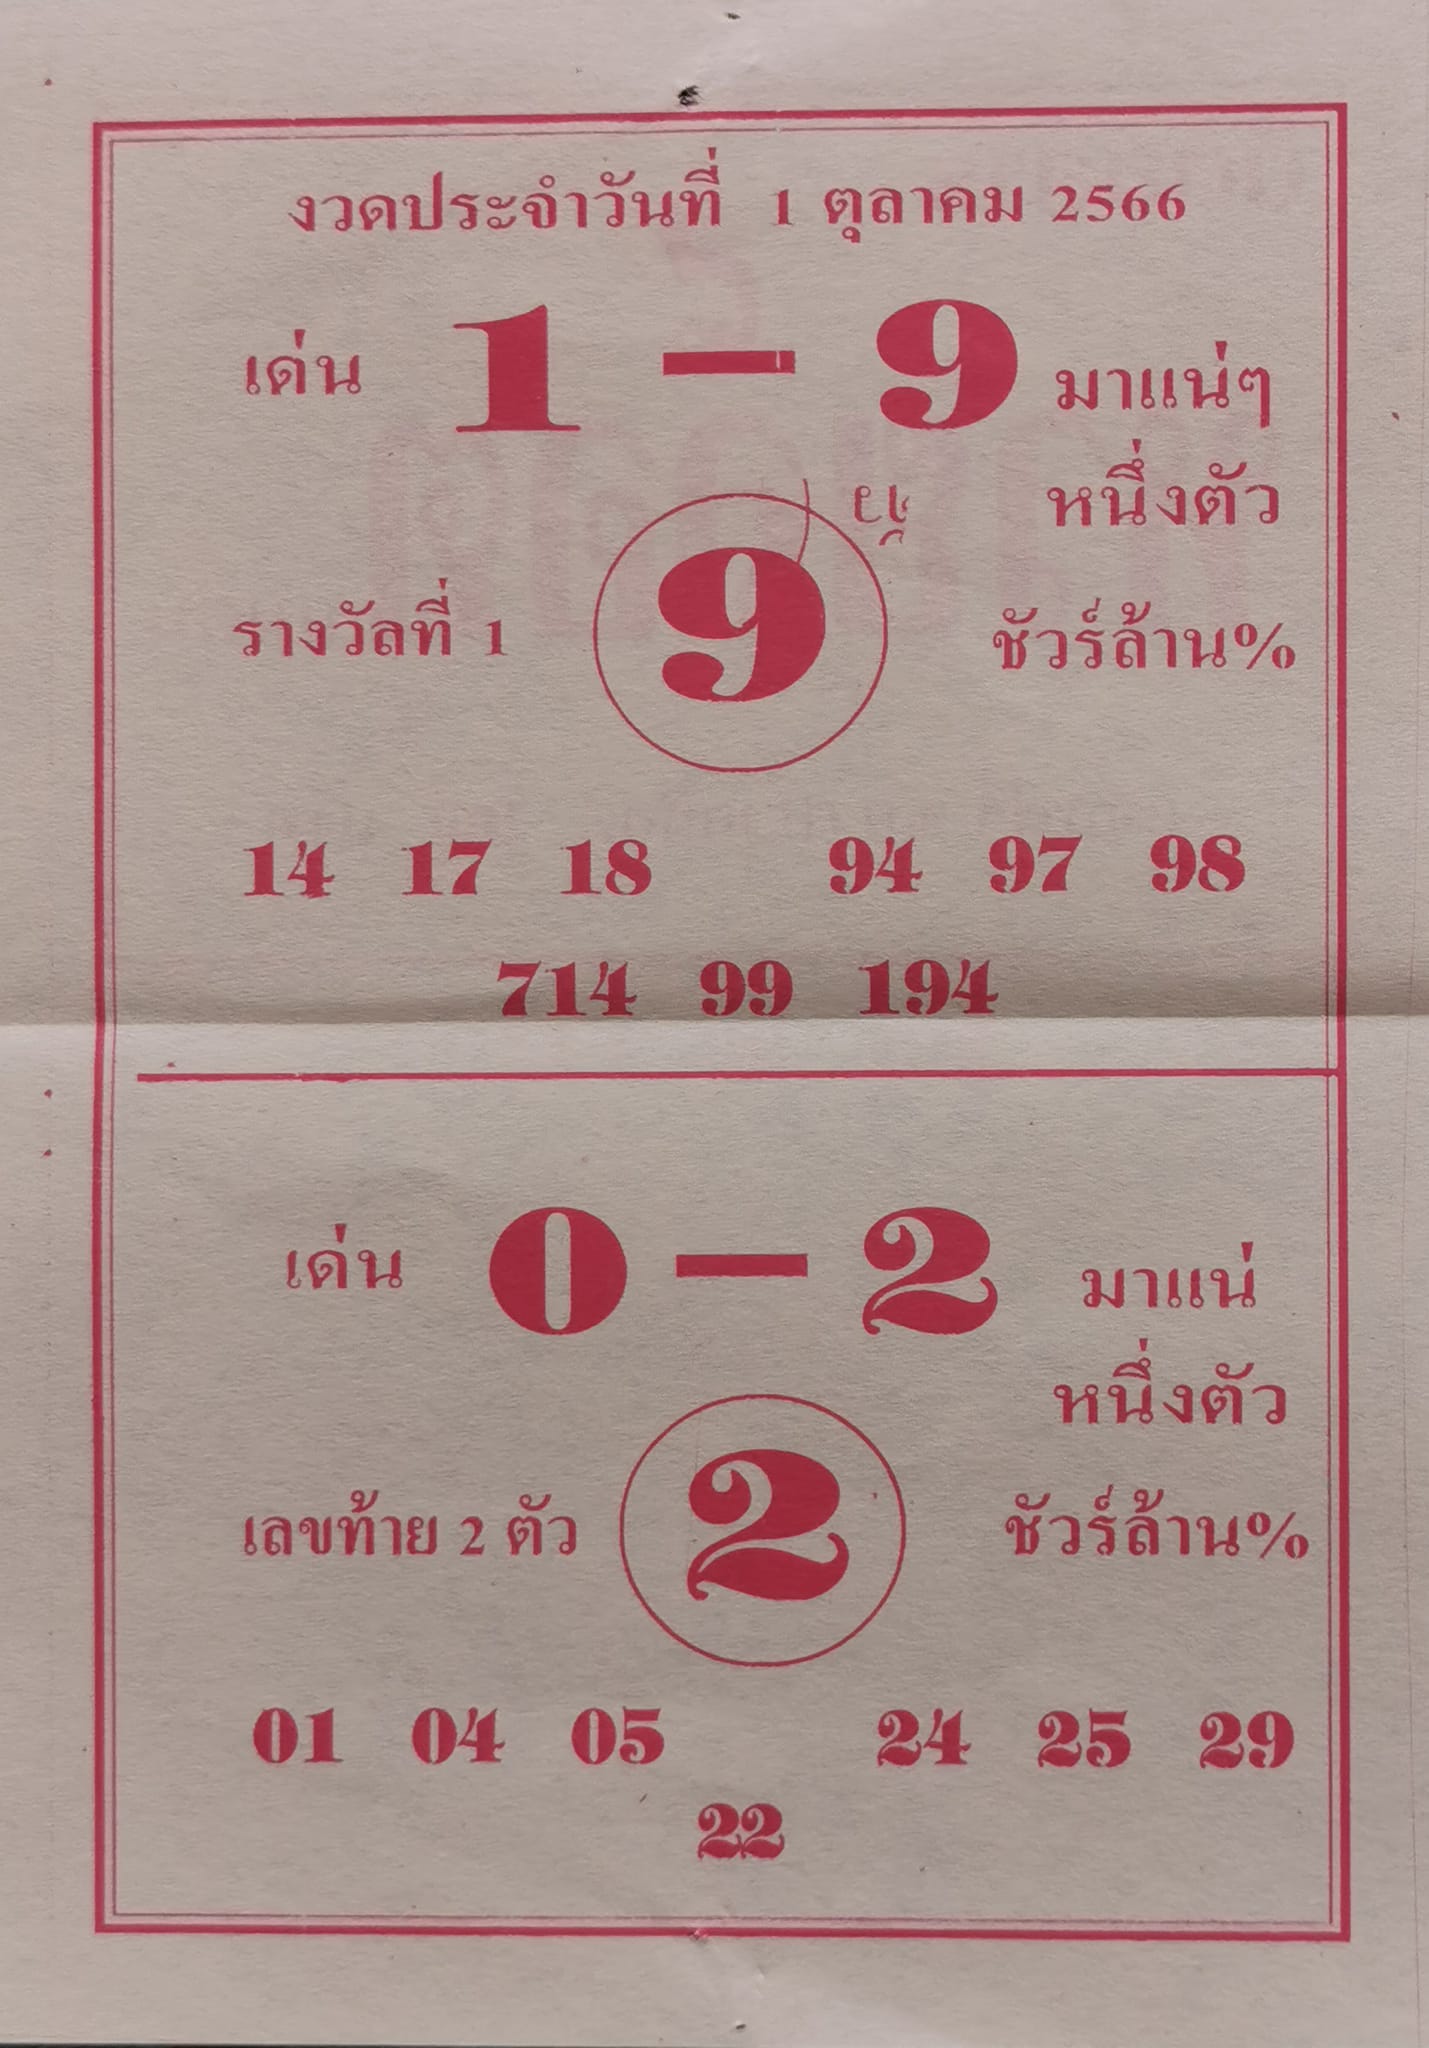 งวดประจำวันที่ 1 ตุลาคม 2566
เด่น 1 – 9 มาแน่ๆ
หนึ่งตัว
รางวัลที่ 1 9 ชัวร์ล้าน%
14 17 18 94 97 98
714 99 194
เด่น 0 – 2 มาแน่
หนึ่งตัว
เลขท้าย 2 ตัว 2 ชัวร์ล้าน%
01 04 05 24 25 29
22